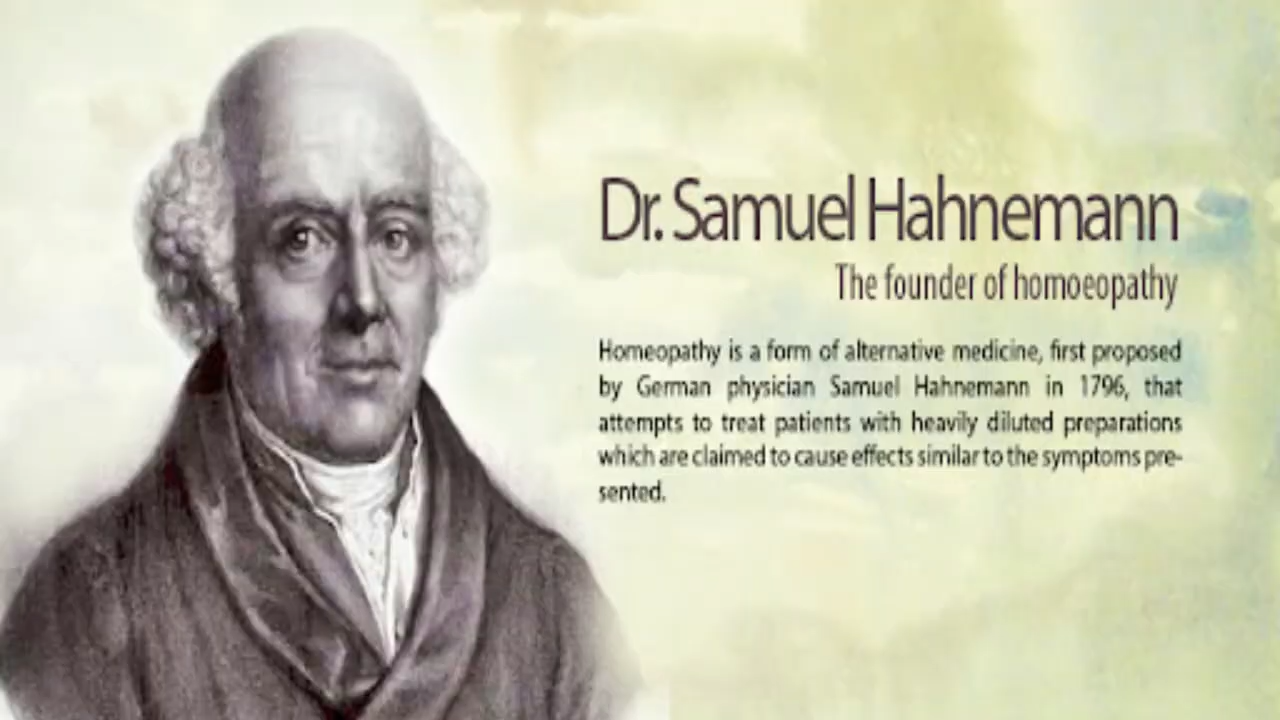 Dr. Samuel Hahnemann
The founder of homoeopathy
Homeopathy is a form of alternative medicine, first proposed
by German physician Samuel Hahnemann in 1796, that
attempts to treat patients with heavily diluted preparations
which are claimed to cause effects similar to the symptoms pre-
sented.